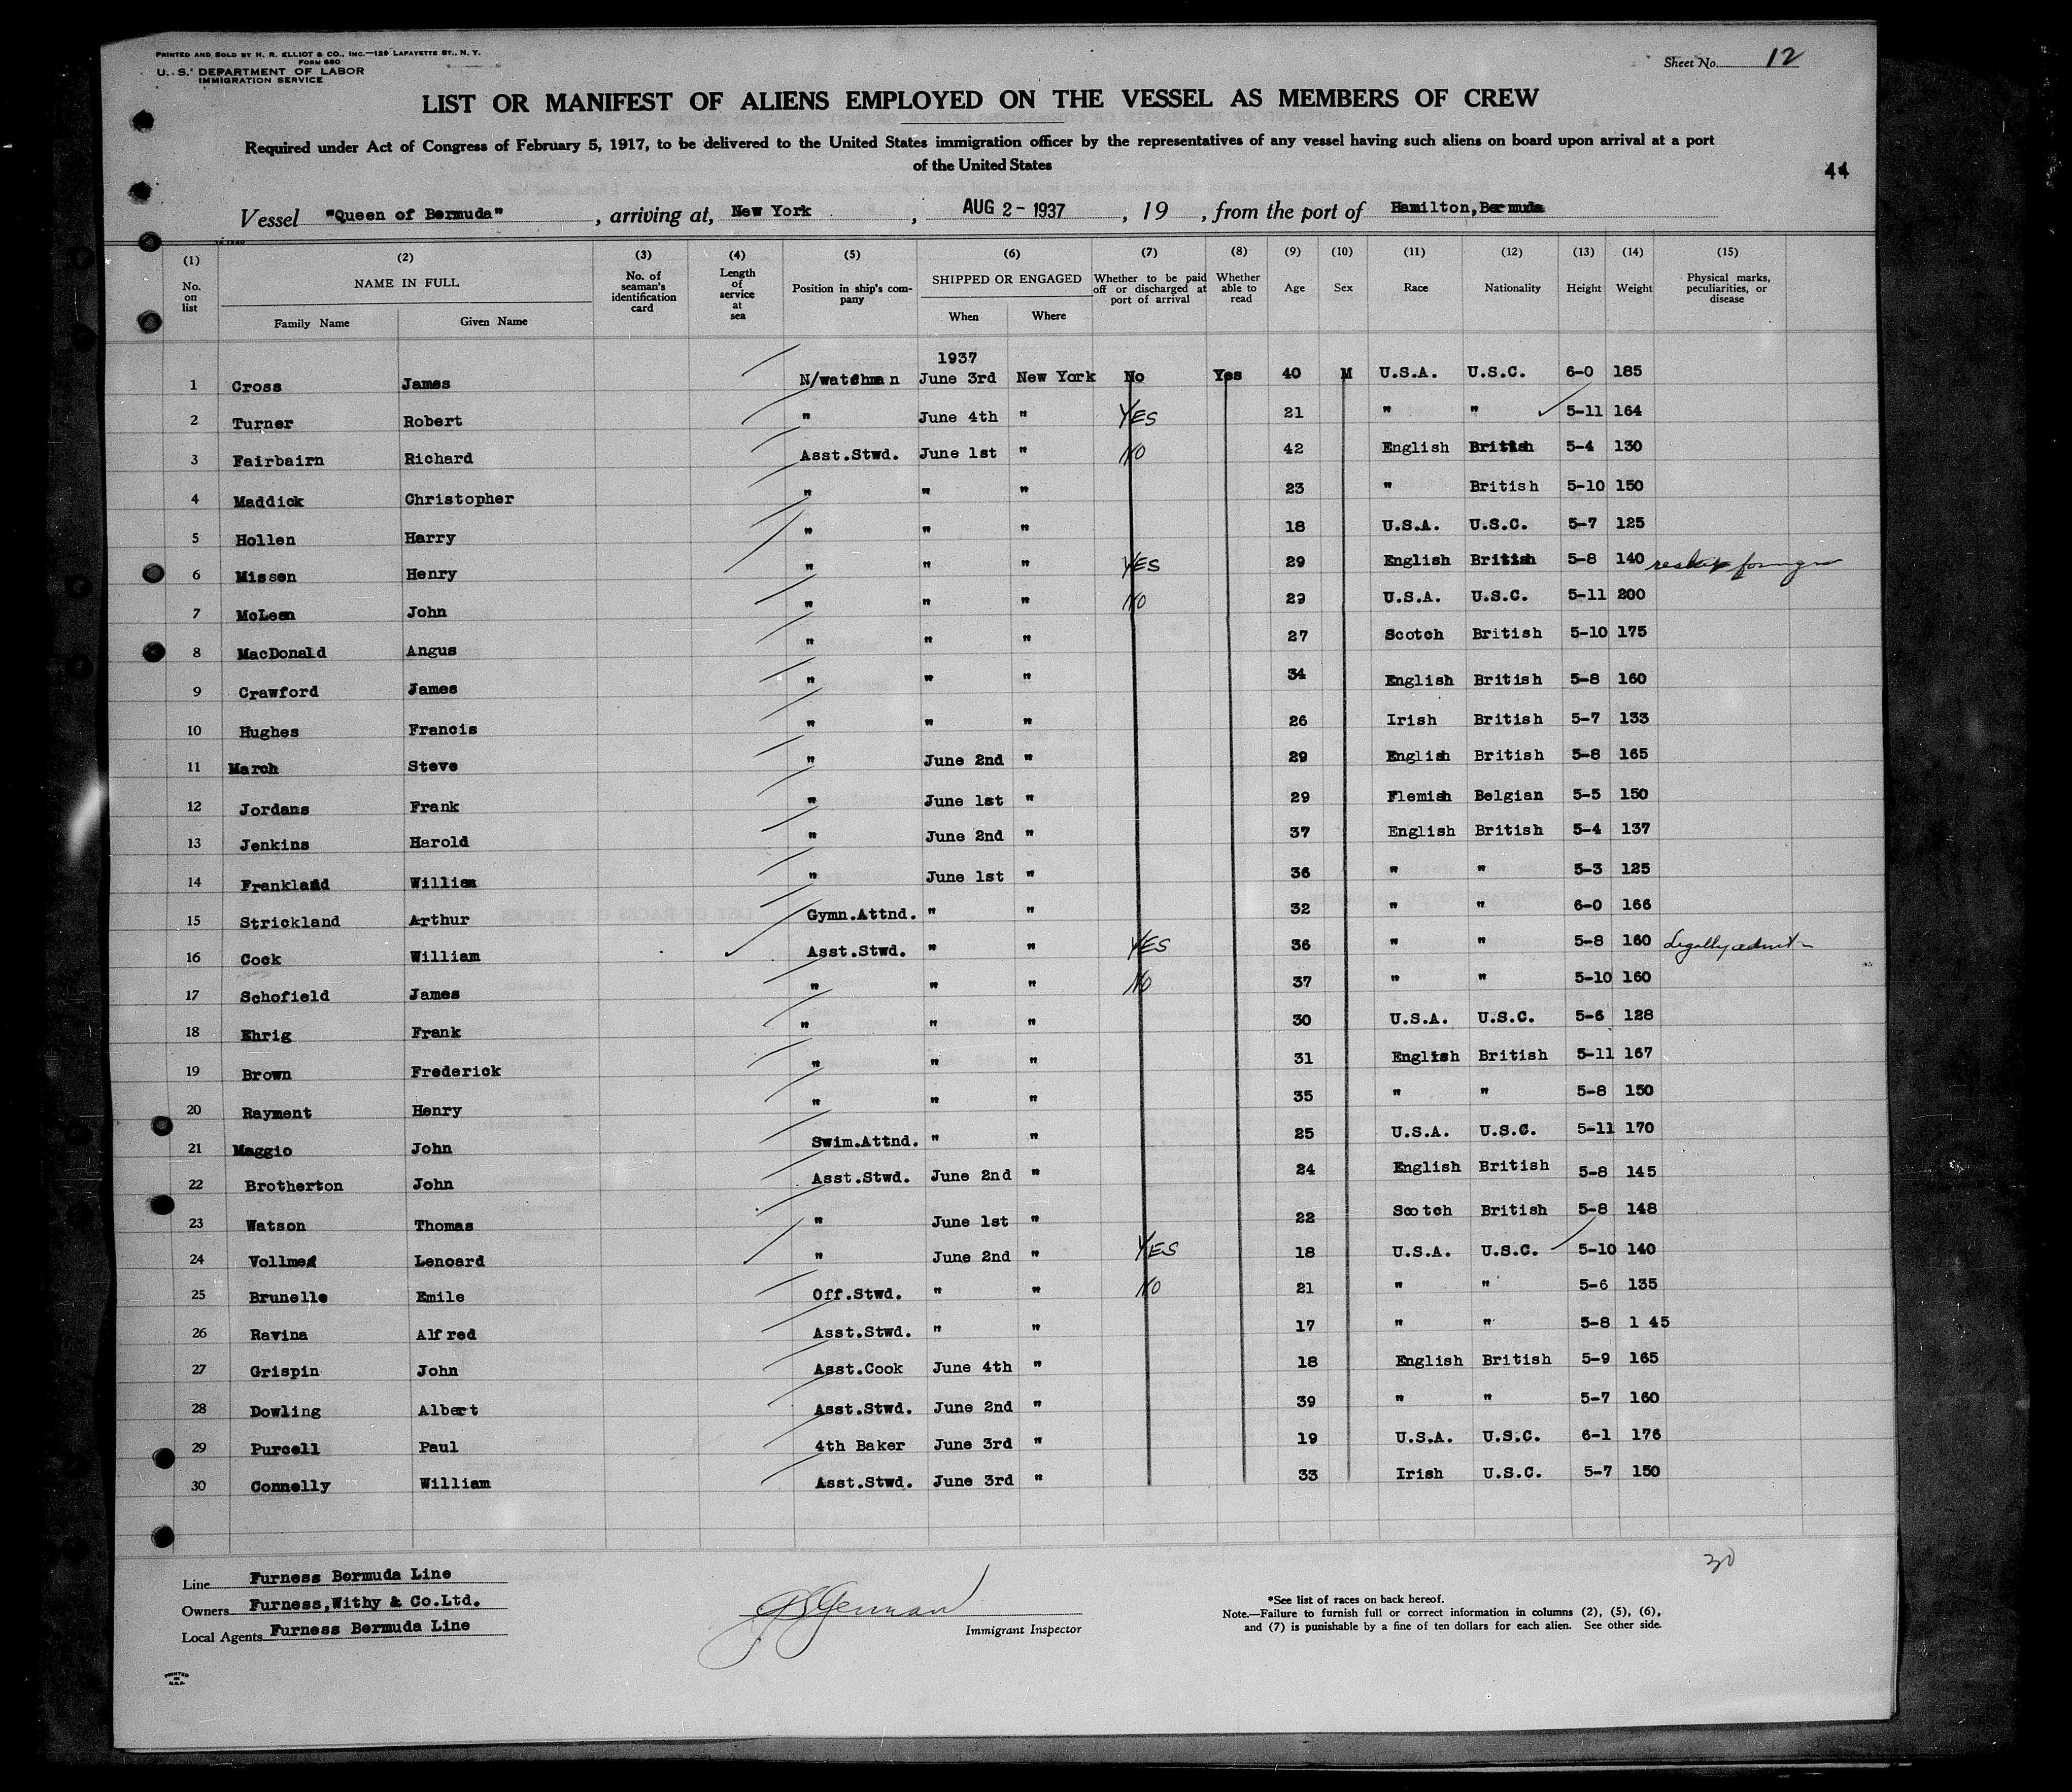 PRINTED AND SOLD BY H. R. ELLIOT & CO., INC.—129 LAFAYETTE ST., N. Y.
FORM 680
U. S. DEPARTMENT OF LABOR
IMMIGRATION SERVICE
Sheet No. 12
LIST OR MANIFEST OF ALIENS EMPLOYED ON THE VESSEL AS MEMBERS OF CREW
Required under Act of Congress of February 5, 1917, to be delivered to the United States immigration officer by the representatives of any vessel having such aliens on board upon arrival at a port
of the United States
44
Vessel "Queen of Bermuda", arriving at, New York, AUG 2 - 1937, 19 , from the port of Hamilton, Bermuda
(1) (2) (3) (4) (5) (6) (7) (8) (9) (10) (11) (12) (13) (14) (15)
No. on list NAME IN FULL No. of seaman's identification card Length of service at sea Position in ship's company SHIPPED OR ENGAGED Whether to be paid off or discharged at port of arrival Whether able to read Age Sex Race Nationality Height Weight Physical marks, peculiarities, or disease
Family Name Given Name When Where
1937
1 Cross James N/watchman June 3rd New York No Yes 40 M U.S.A. U.S.C. 6-0 185
2 Turner Robert " June 4th " YES 21 " " 5-11 164
3 Fairbairn Richard Asst.Stwd. June 1st " NO 42 English British 5-4 130
4 Maddick Christopher " " " 23 " British 5-10 150
5 Hollen Harry " " " 18 U.S.A. U.S.C. 5-7 125
6 Missen Henry " " " YES 29 English British 5-8 140
7 McLean John " " " NO 29 U.S.A. U.S.C. 5-11 200
8 MacDonald Angus " " " 27 Scotch British 5-10 175
9 Crawford James " " " 34 English British 5-8 160
10 Hughes Francis " " " 26 Irish British 5-7 133
11 March Steve " June 2nd " 29 English British 5-8 165
12 Jordans Frank " June 1st " 29 Flemish Belgian 5-5 150
13 Jenkins Harold " June 2nd " 37 English British 5-4 137
14 Frankland William " June 1st " 36 " " 5-3 125
15 Strickland Arthur Gymn.Attnd. " " 32 " " 6-0 166
16 Cock William Asst.Stwd. " " YES 36 " " 5-8 160 Legally admit
17 Schofield James " " " NO 37 " " 5-10 160
18 Ehrig Frank " " " 30 U.S.A. U.S.C. 5-6 128
19 Brown Frederick " " " 31 English British 5-11 167
20 Rayment Henry " " " 35 " " 5-8 150
21 Maggio John Swim.Attnd. " " 25 U.S.A. U.S.C. 5-11 170
22 Brotherton John Asst.Stwd. June 2nd " 24 English British 5-8 145
23 Watson Thomas " June 1st " 22 Scotch British 5-8 148
24 Vollmer Lenoard " June 2nd " YES 18 U.S.A. U.S.C. 5-10 140
25 Brunelle Emile Off.Stwd. " " NO 21 " " 5-6 135
26 Ravina Alfred Asst.Stwd. " " 17 " " 5-8 1 45
27 Grispin John Asst.Cook June 4th " 18 English British 5-9 165
28 Dowling Albert Asst.Stwd. June 2nd " 39 " " 5-7 160
29 Purcell Paul 4th Baker June 3rd " 19 U.S.A. U.S.C. 6-1 176
30 Connelly William Asst.Stwd. June 3rd " 33 Irish U.S.C. 5-7 150
30
Line Furness Bermuda Line
Owners Furness, Withy & Co.Ltd.
Local Agents Furness Bermuda Line
Immigrant Inspector
*See list of races on back hereof.
Note.—Failure to furnish full or correct information in columns (2), (5), (6),
and (7) is punishable by a fine of ten dollars for each alien. See other side.
PRINTED
IN
U.S.A.